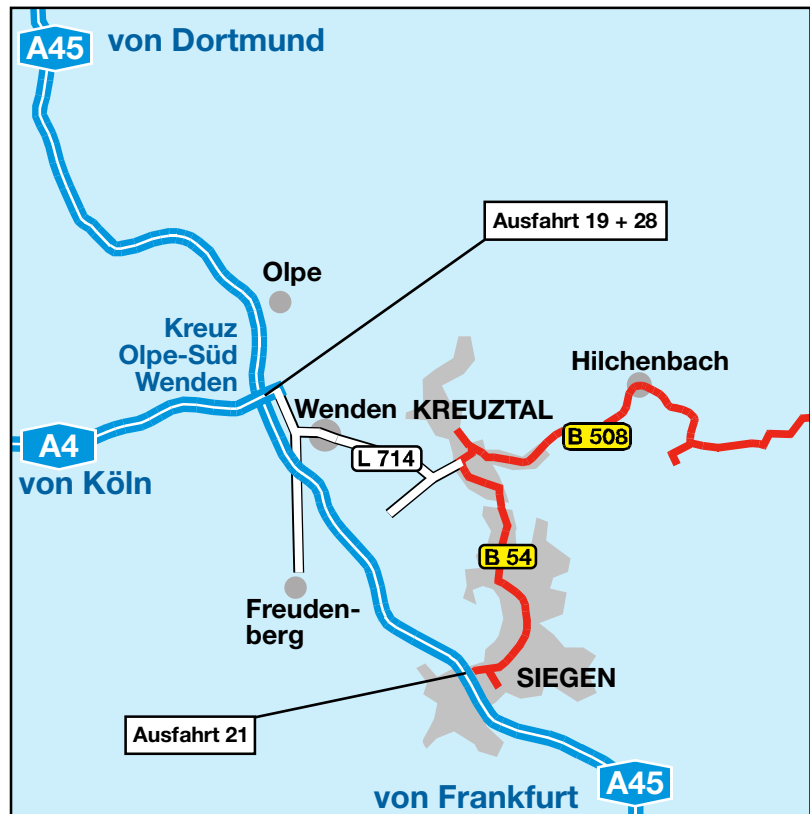 A45
von Dortmund
Ausfahrt 19 + 28
Olpe
Kreuz
Olpe-Süd
Wenden
Hilchenbach
Wenden
KREUZTAL
B 508
A4
L 714
von Köln
B 54
Freuden-
berg
SIEGEN
Ausfahrt 21
A45
von Frankfurt